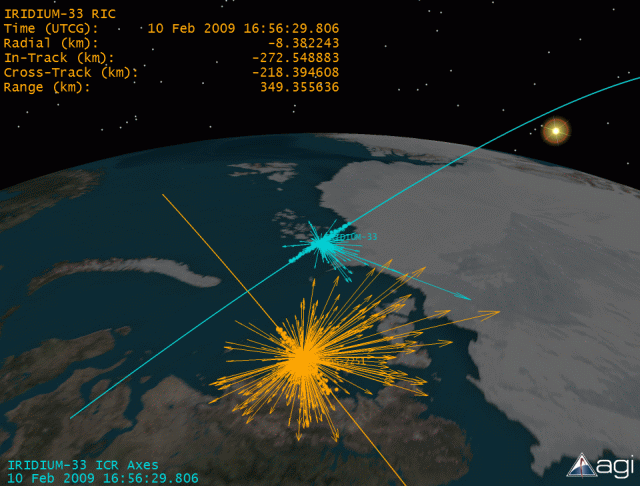 IRIDIUM-33 RIC
Time (UTCG): 10 Feb 2009 16:56:29.806
Radial (km): -8.382243
In-Track (km): -272.548883
Cross-Track (km): -218.394608
Range (km): 349.355636
IRIDIUM-33
IRIDIUM-33 ICR Axes
10 Feb 2009 16:56:29.806
agi